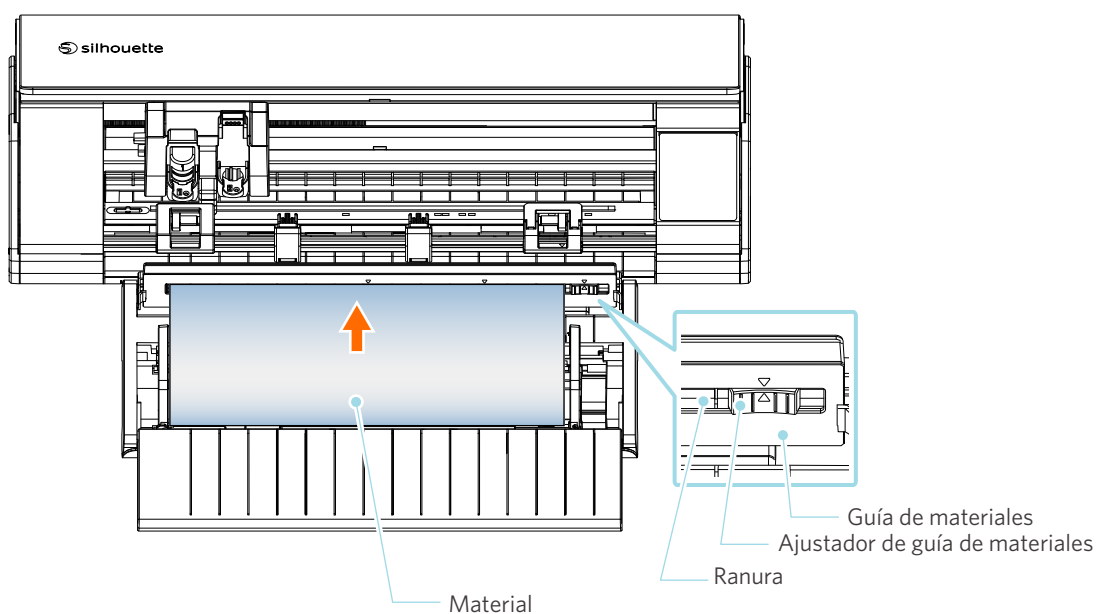 silhouette
Guía de materiales
Ajustador de guía de materiales
Ranura
Material